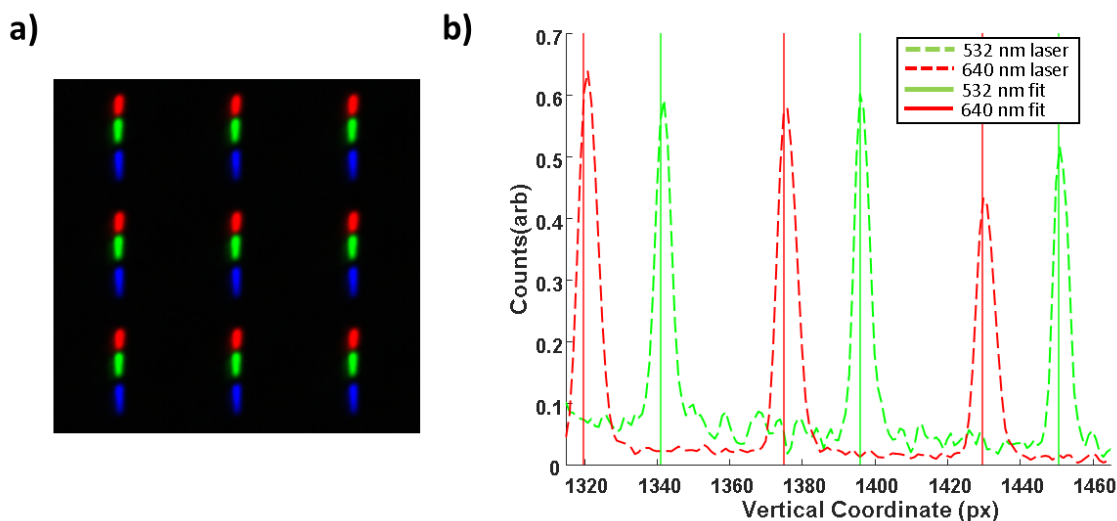 a)
b)
0.7
0.6
0.5
0.4
0.3
0.2
0.1
0
Counts(arb)
532 nm laser
640 nm laser
532 nm fit
640 nm fit
1320 1340 1360 1380 1400 1420 1440 1460
Vertical Coordinate (px)